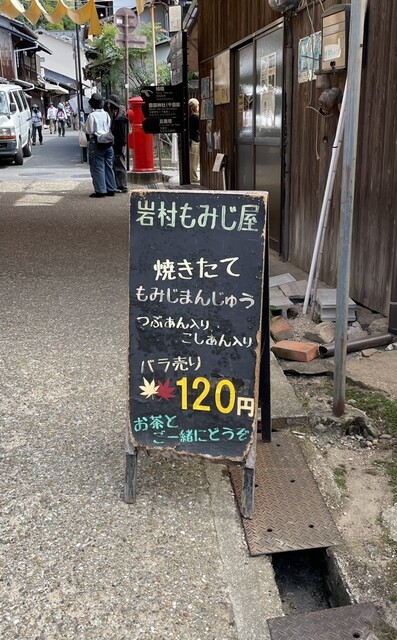 岩村もみじ屋
焼きたて
もみじまんじゅう
つぶあん入り
こしあん入り
バラ売り
120円
お茶と
ご一緒にどうぞ